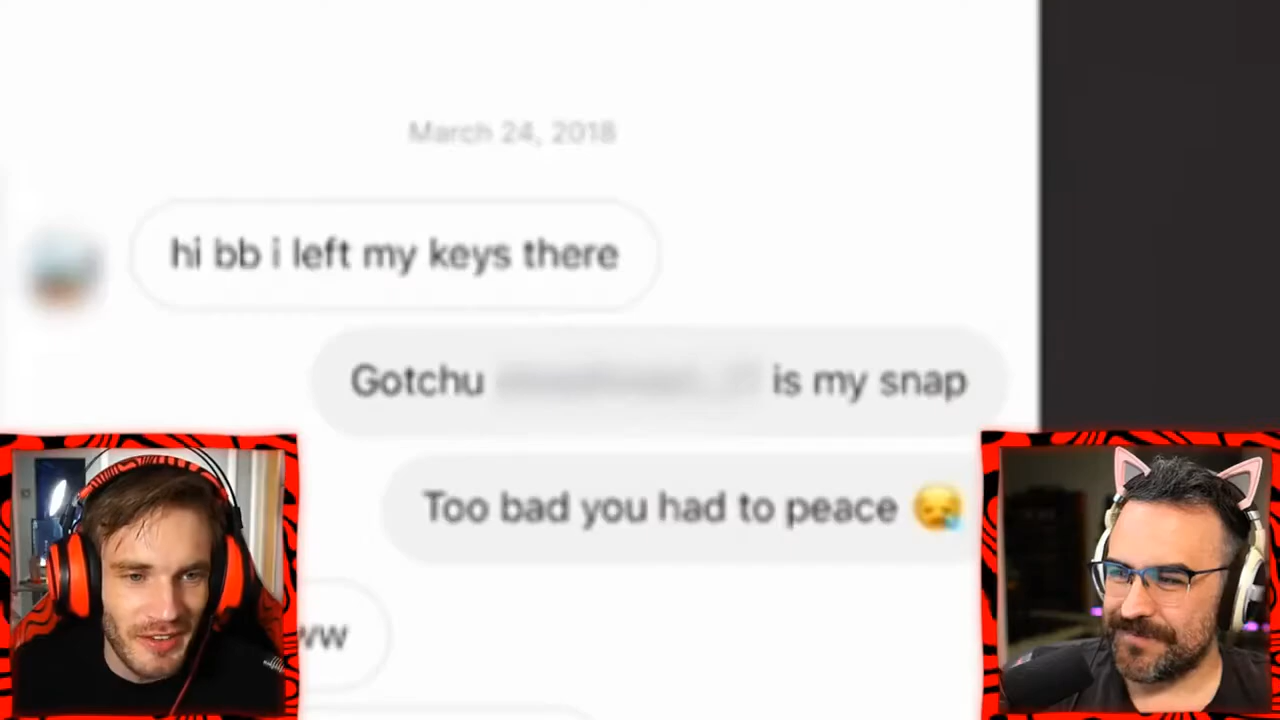 March 24, 2018
hi bb i left my keys there
Gotchu is my snap
Too bad you had to peace 😪
ww